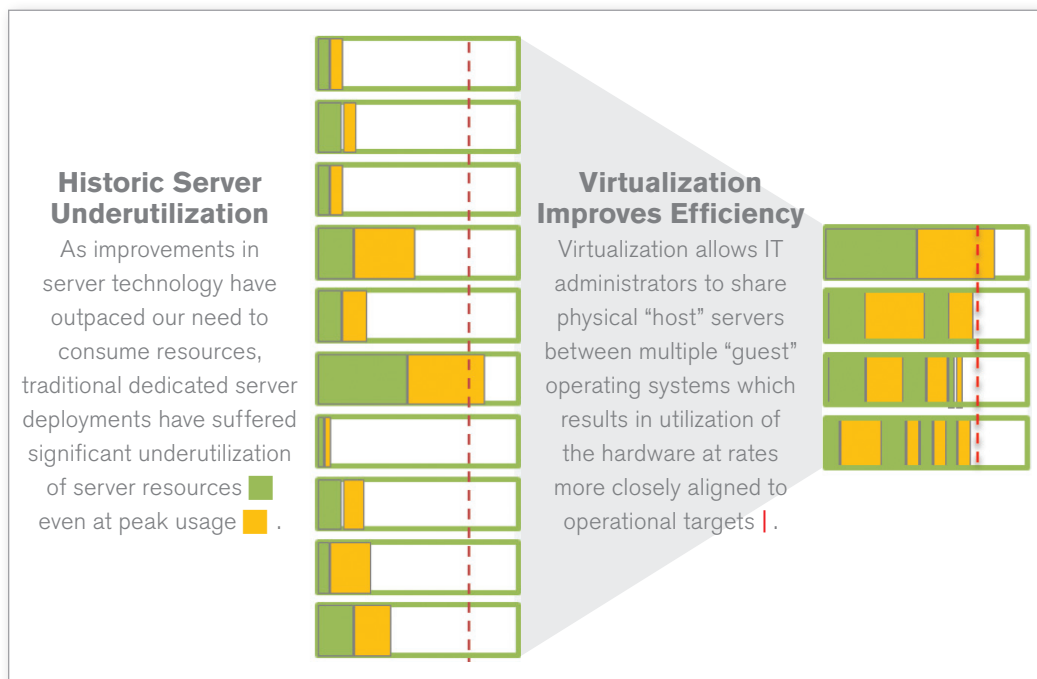 Historic Server
Underutilization
As improvements in
server technology have
outpaced our need to
consume resources,
traditional dedicated server
deployments have suffered
significant underutilization
of server resources
even at peak usage .
Virtualization
Improves Efficiency
Virtualization allows IT
administrators to share
physical “host” servers
between multiple “guest”
operating systems which
results in utilization of
the hardware at rates
more closely aligned to
operational targets | .